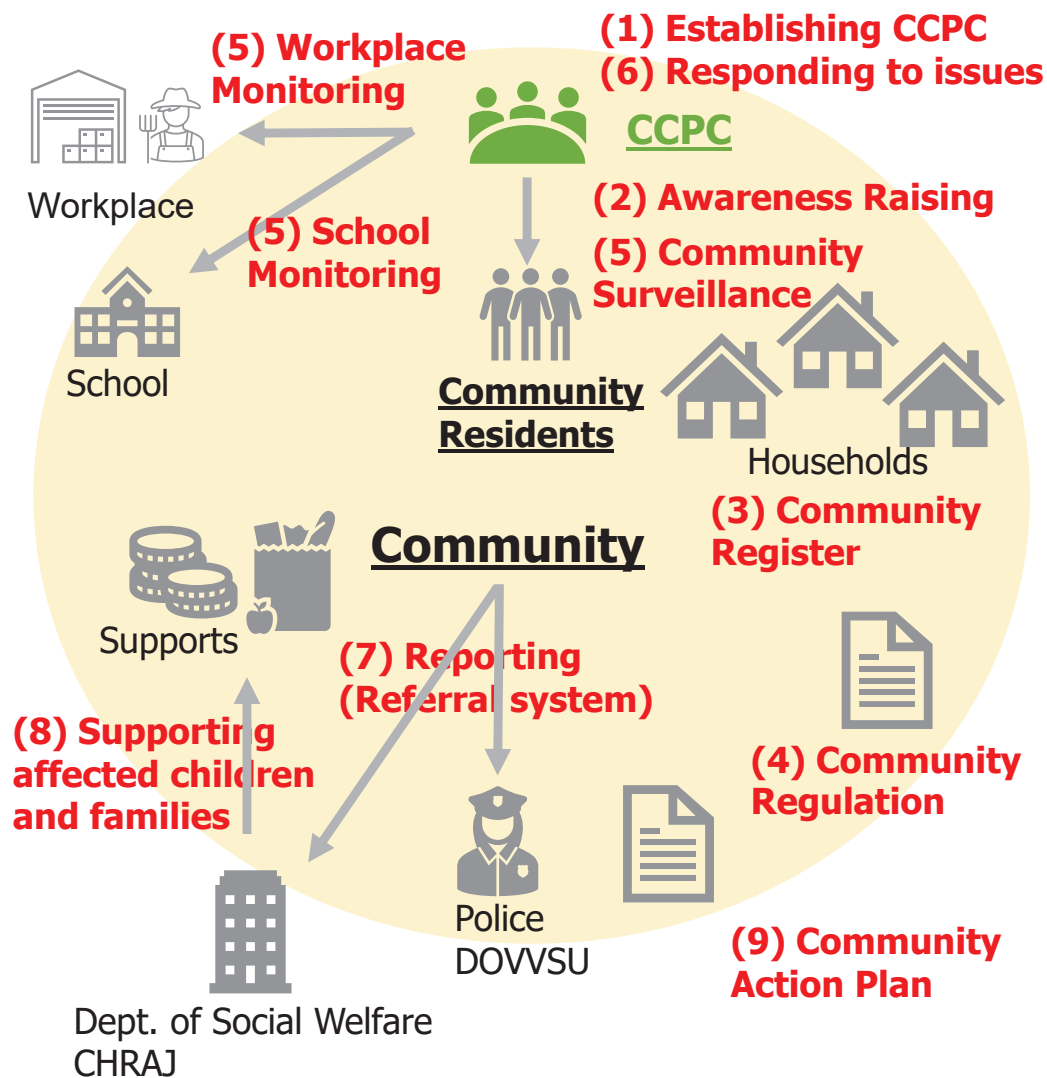 (1) Establishing CCPC
(6) Responding to issues
CCPC
(5) Workplace
Monitoring
Workplace
(2) Awareness Raising
(5) School
Monitoring
(5) Community
Surveillance
School
Community
Residents
Households
(3) Community
Register
Community
Supports
(7) Reporting
(Referral system)
(8) Supporting
affected children
and families
(4) Community
Regulation
Police
DOVVSU
(9) Community
Action Plan
Dept. of Social Welfare
CHRAJ